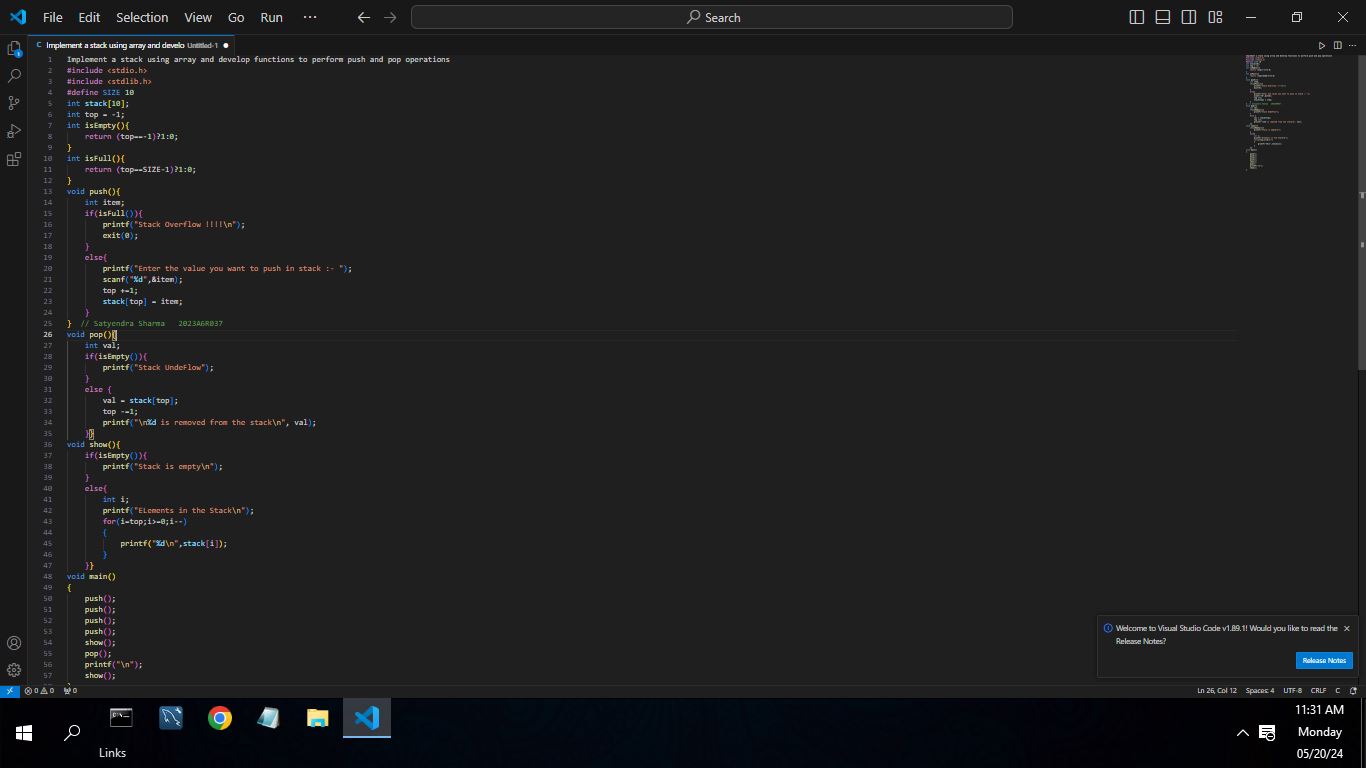 File Edit Selection View Go Run ··· Search
C Implement a stack using array and develo Untitled-1 ●
1 Implement a stack using array and develop functions to perform push and pop operations
2 #include <stdio.h>
3 #include <stdlib.h>
4 #define SIZE 10
5 int stack[10];
6 int top = -1;
7 int isEmpty(){
8     return (top==-1)?1:0;
9 }
10 int isFull(){
11     return (top==SIZE-1)?1:0;
12 }
13 void push(){
14     int item;
15     if(isFull()){
16         printf("Stack Overflow !!!!\n");
17         exit(0);
18     }
19     else{
20         printf("Enter the value you want to push in stack :- ");
21         scanf("%d",&item);
22         top +=1;
23         stack[top] = item;
24     }
25 }  // Satyendra Sharma   2023A6R037
26 void pop(){
27     int val;
28     if(isEmpty()){
29         printf("Stack UndeFlow");
30     }
31     else {
32         val = stack[top];
33         top -=1;
34         printf("\n%d is removed from the stack\n", val);
35     }}
36 void show(){
37     if(isEmpty()){
38         printf("Stack is empty\n");
39     }
40     else{
41         int i;
42         printf("ELements in the Stack\n");
43         for(i=top;i>=0;i--)
44         {
45             printf("%d\n",stack[i]);
46         }
47     }}
48 void main()
49 {
50     push();
51     push();
52     push();
53     push();
54     show();
55     pop();
56     printf("\n");
57     show();
Welcome to Visual Studio Code v1.89.1! Would you like to read the
Release Notes?
Release Notes
0 0 0 Ln 26, Col 12 Spaces: 4 UTF-8 CRLF C
Links
11:31 AM
Monday
05/20/24